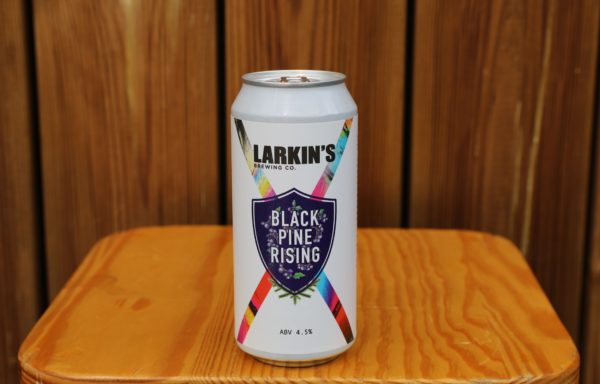 LARKIN'S
BREWING CO.
BLACK
PINE
RISING
ABV 4.5%